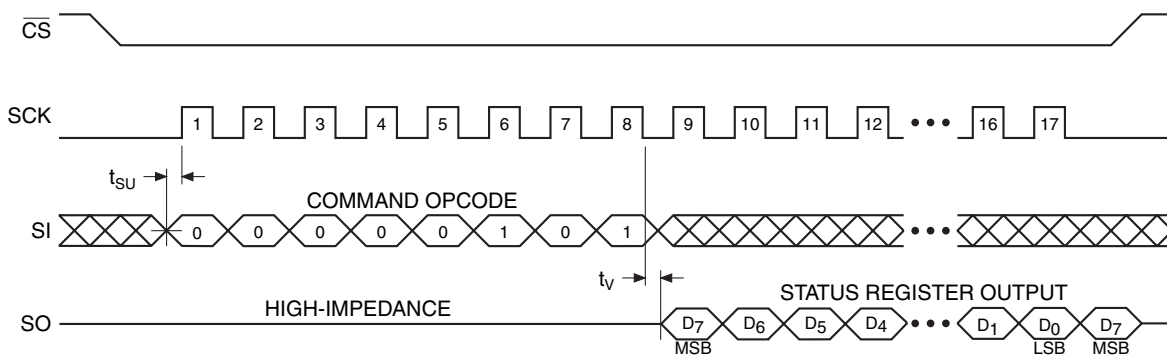 CS
SCK 1 2 3 4 5 6 7 8 9 10 11 12 ••• 16 17
tSU
COMMAND OPCODE
SI 0 0 0 0 0 1 0 1 •••
tV
HIGH-IMPEDANCE STATUS REGISTER OUTPUT
SO D7 D6 D5 D4 ••• D1 D0 D7
MSB LSB MSB